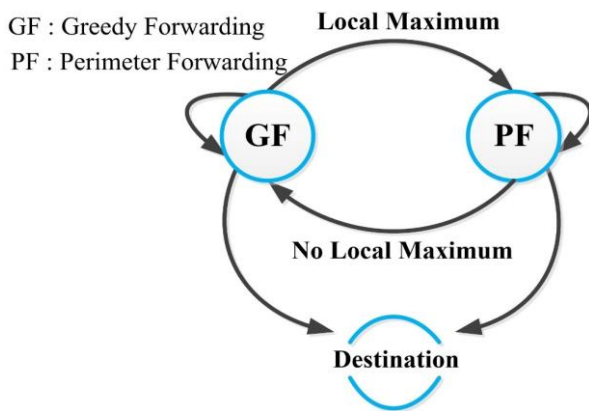 GF : Greedy Forwarding
PF : Perimeter Forwarding
Local Maximum
GF
PF
No Local Maximum
Destination